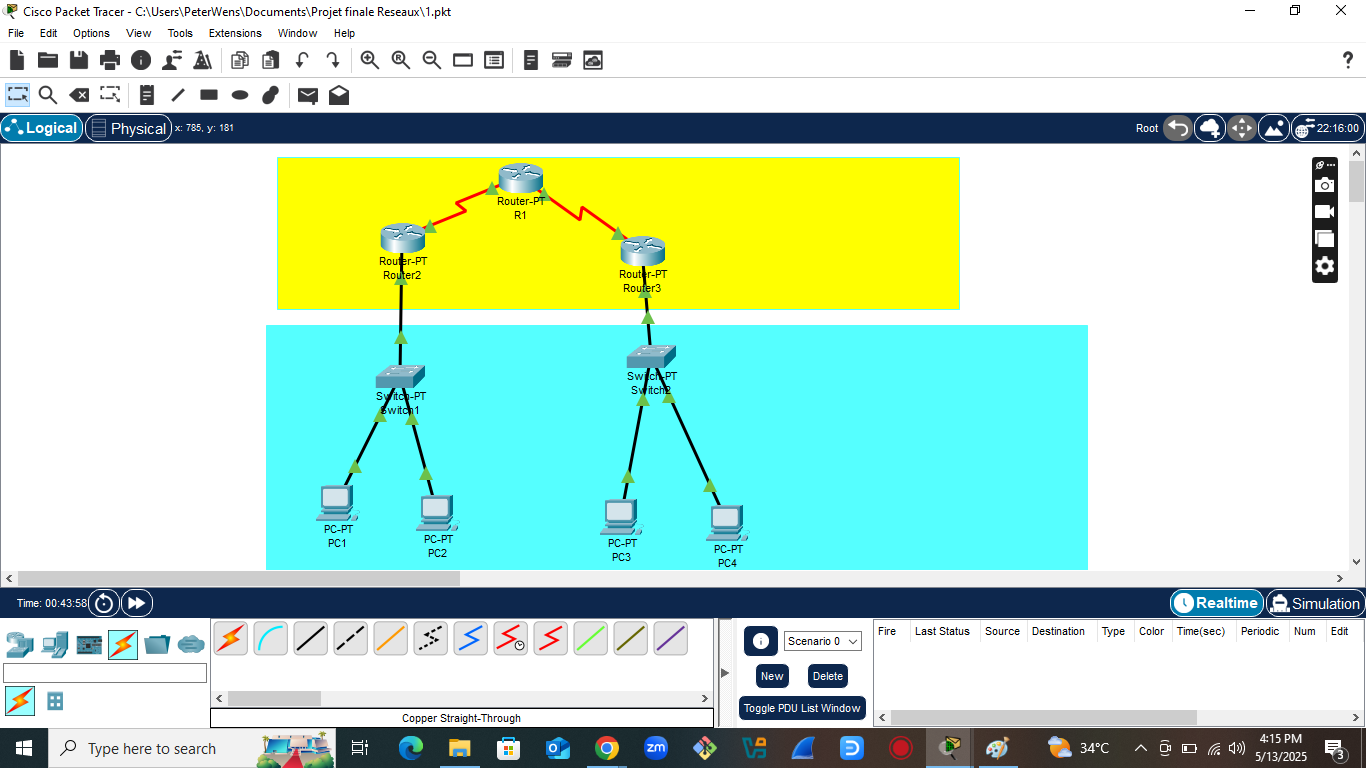 Cisco Packet Tracer - C:\Users\PeterWens\Documents\Projet finale Reseaux\1.pkt
File Edit Options View Tools Extensions Window Help
Logical Physical x: 785, y: 181 Root 22:16:00
Router-PT
R1
Router-PT
Router2
Router-PT
Router3
Switch-PT
Switch1
Switch-PT
Switch2
PC-PT
PC1
PC-PT
PC2
PC-PT
PC3
PC-PT
PC4
Time: 00:43:58 Realtime Simulation
Scenario 0
New Delete
Toggle PDU List Window
Fire Last Status Source Destination Type Color Time(sec) Periodic Num Edit
Copper Straight-Through
Type here to search
zm
34°C
4:15 PM
5/13/2025
3